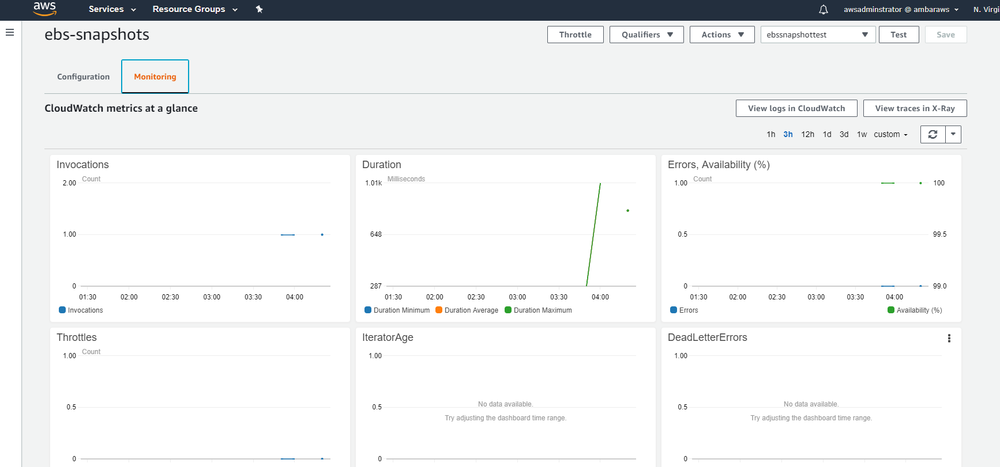 aws Services Resource Groups awsadminstrator @ ambaraws N. Virgi
ebs-snapshots Throttle Qualifiers Actions ebssnapshottest Test Save
Configuration Monitoring
CloudWatch metrics at a glance View logs in CloudWatch View traces in X-Ray
1h 3h 12h 1d 3d 1w custom
Invocations
Count
2.00
1.00
0
01:30 02:00 02:30 03:00 03:30 04:00
Invocations
Duration
Milliseconds
1.01k
648
287
01:30 02:00 02:30 03:00 03:30 04:00
Duration Minimum Duration Average Duration Maximum
Errors, Availability (%)
Count
1.00 100
0.5 99.5
0 99.0
01:30 02:00 02:30 03:00 03:30 04:00
Errors Availability (%)
Throttles
Count
1.00
0.5
0
IteratorAge
1.00
No data available.
0.5
Try adjusting the dashboard time range.
0
DeadLetterErrors
1.00
No data available.
0.5
Try adjusting the dashboard time range.
0